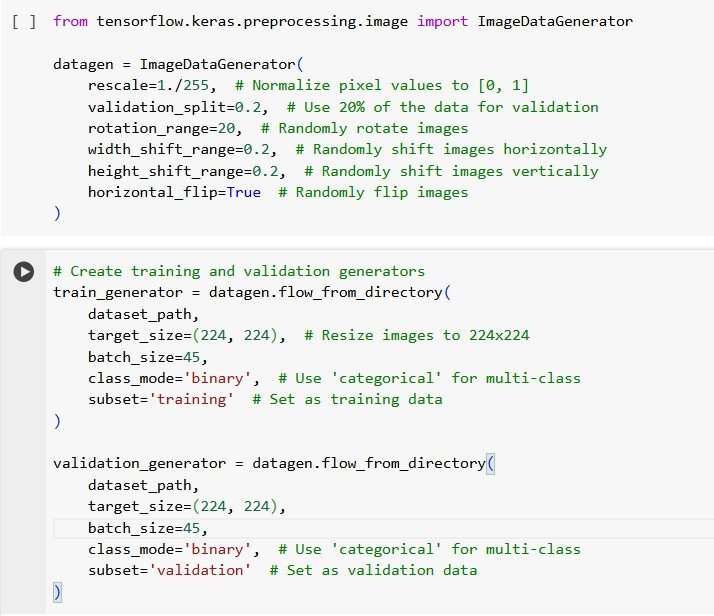 [ ] from tensorflow.keras.preprocessing.image import ImageDataGenerator
datagen = ImageDataGenerator(
    rescale=1./255,  # Normalize pixel values to [0, 1]
    validation_split=0.2,  # Use 20% of the data for validation
    rotation_range=20,  # Randomly rotate images
    width_shift_range=0.2,  # Randomly shift images horizontally
    height_shift_range=0.2,  # Randomly shift images vertically
    horizontal_flip=True  # Randomly flip images
)
# Create training and validation generators
train_generator = datagen.flow_from_directory(
    dataset_path,
    target_size=(224, 224),  # Resize images to 224x224
    batch_size=45,
    class_mode='binary',  # Use 'categorical' for multi-class
    subset='training'  # Set as training data
)
validation_generator = datagen.flow_from_directory(
    dataset_path,
    target_size=(224, 224),
    batch_size=45,
    class_mode='binary',  # Use 'categorical' for multi-class
    subset='validation'  # Set as validation data
)